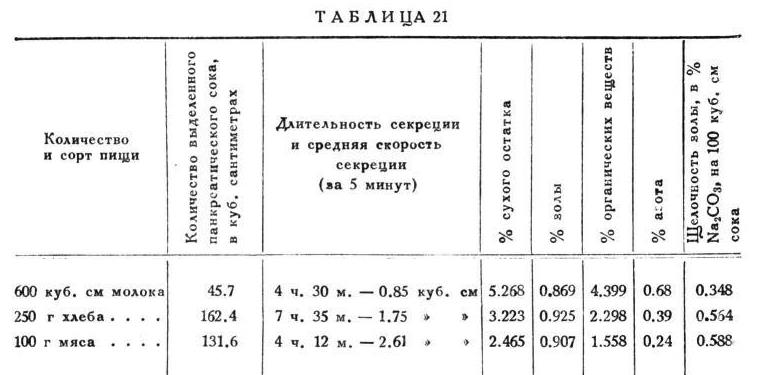 ТАБЛИЦА 21
Количество и сорт пищи
Количество выделенного панкреатического сока, в куб. сантиметрах
Длительность секреции и средняя скорость секреции (за 5 минут)
% сухого остатка
% золы
% органических веществ
% азота
Щелочность золы, в % Na₂CO₃, на 100 куб. см сока
600 куб. см молока 45.7 4 ч. 30 м. — 0.85 куб. см 5.268 0.869 4.399 0.68 0.348
250 г хлеба . . . . 162.4 7 ч. 35 м. — 1.75 » » 3.223 0.925 2.298 0,39 0.564
100 г мяса . . . . 131.6 4 ч. 12 м. — 2.61 » » 2.465 0,907 1.558 0,24 0.588